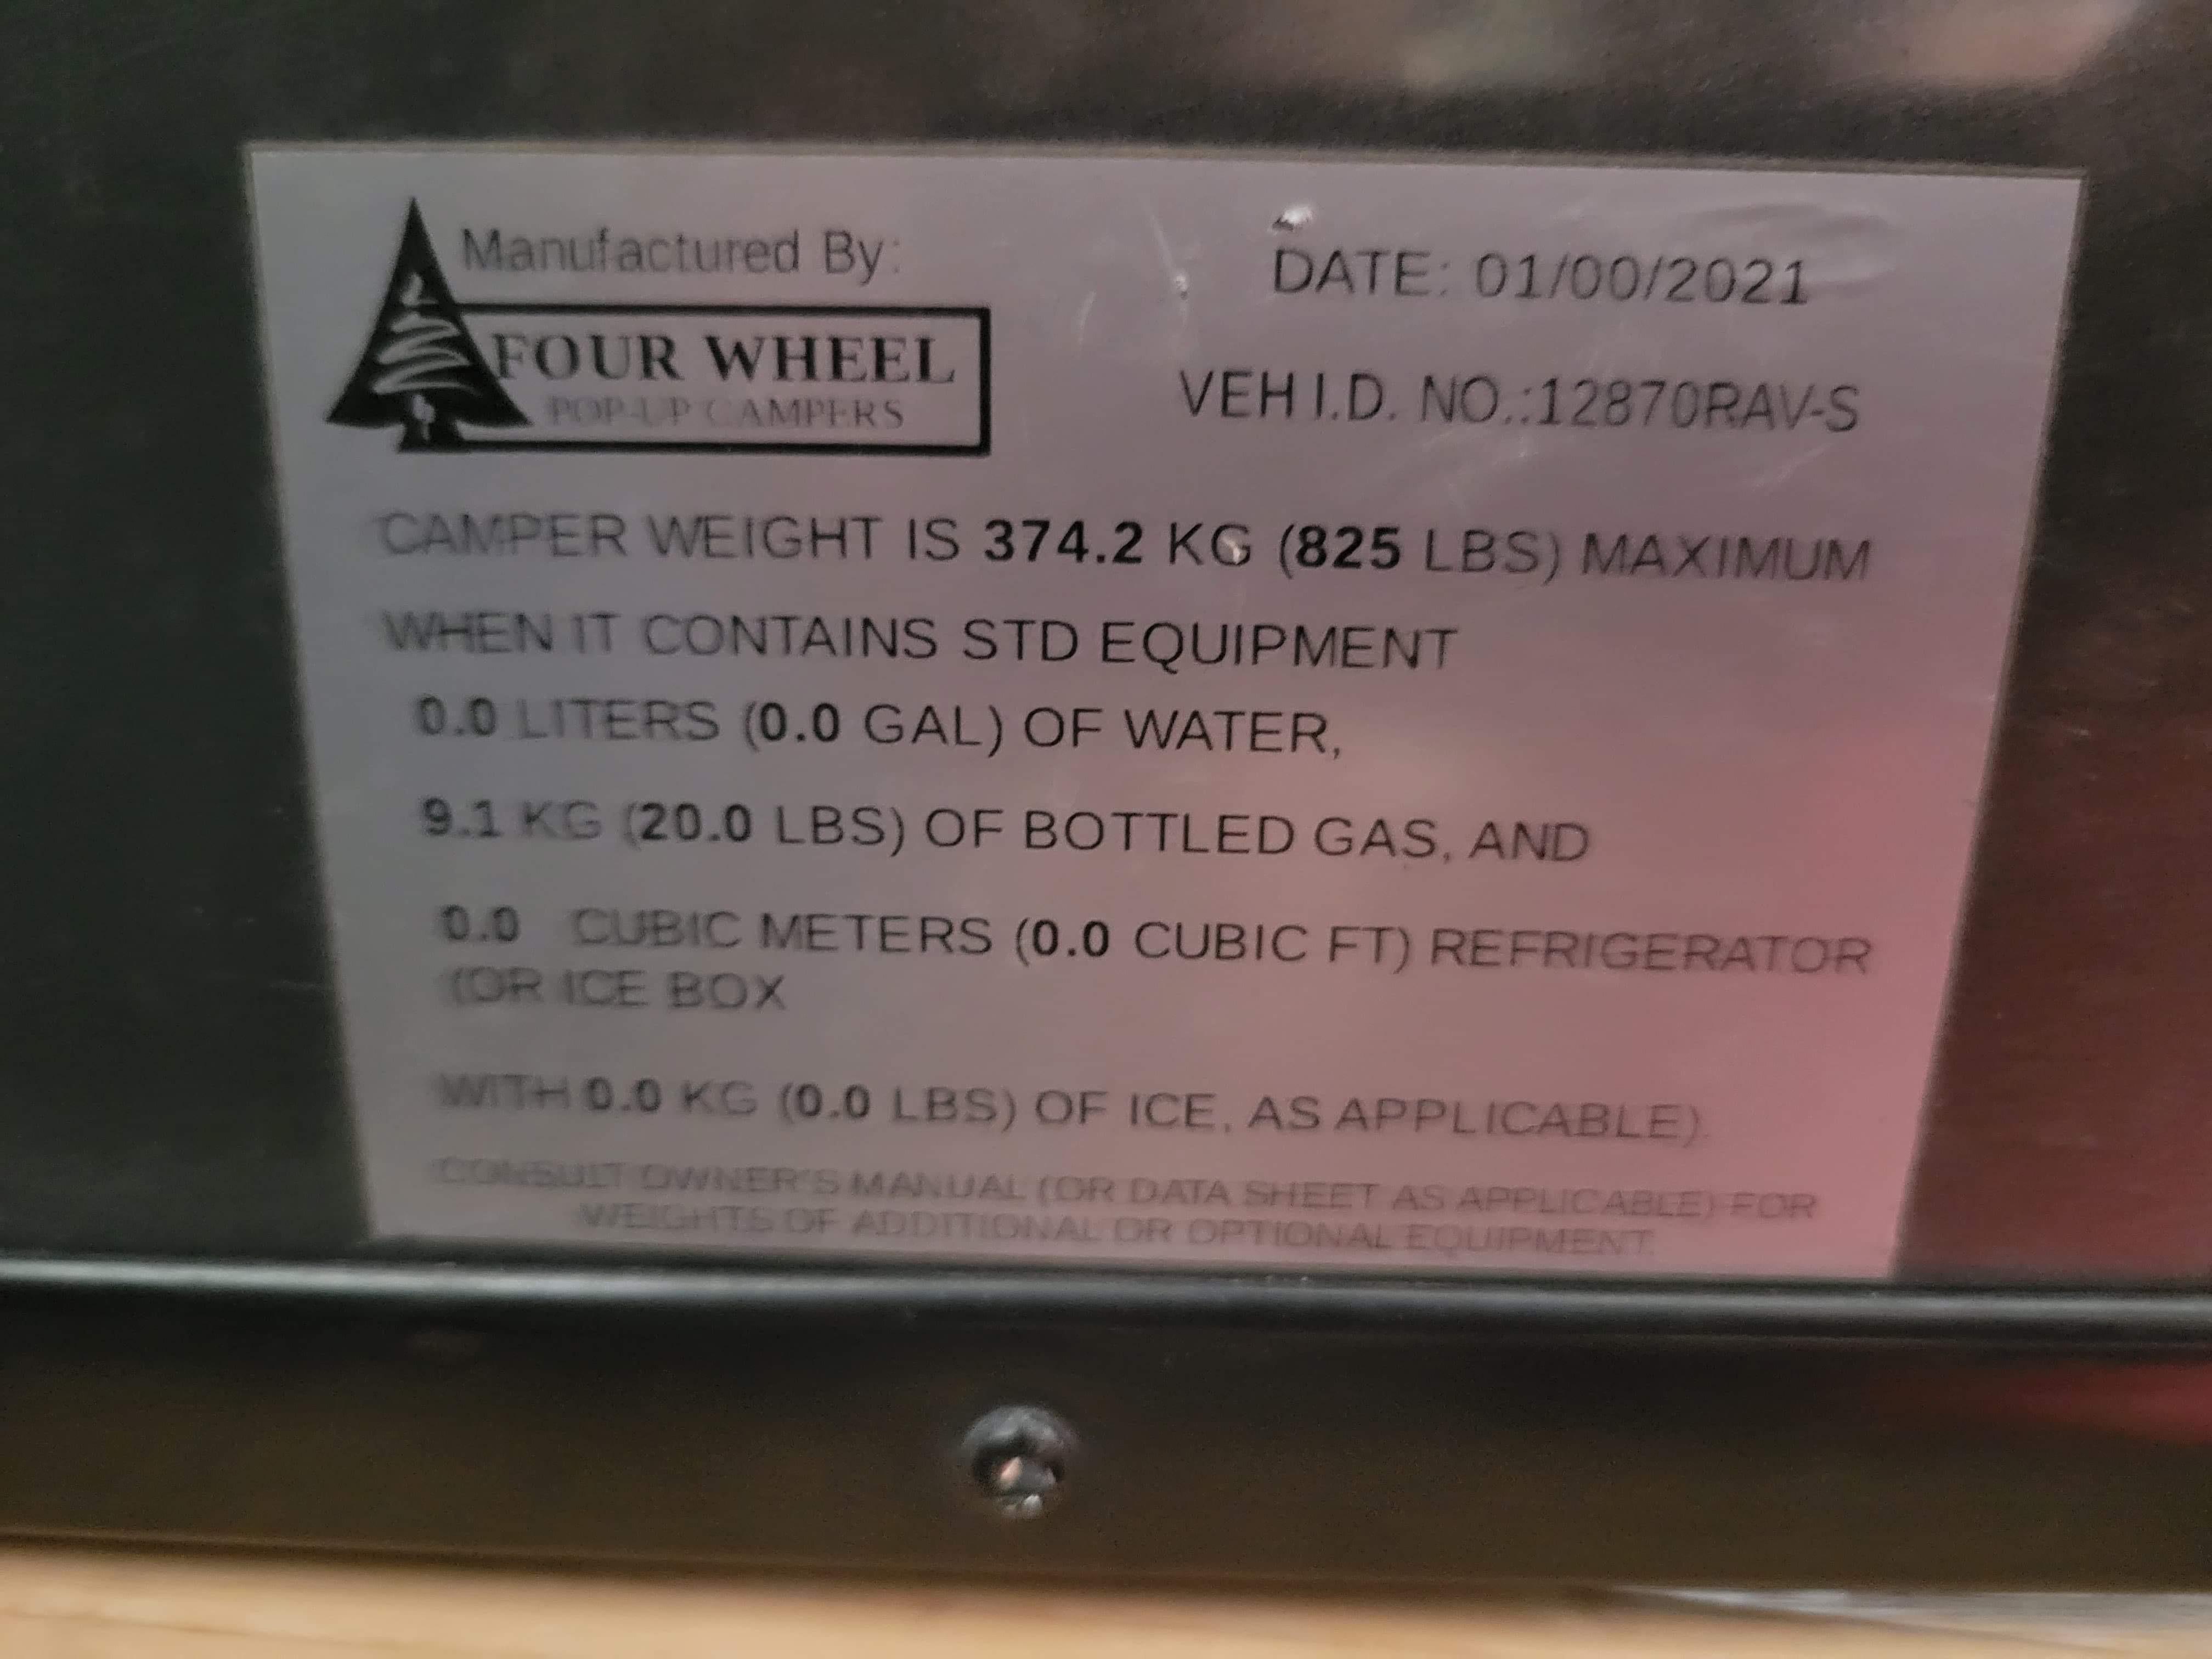 Manufactured By:
FOUR WHEEL
POP-UP CAMPERS
DATE: 01/00/2021
VEH I.D. NO.:12870RAV-S
CAMPER WEIGHT IS 374.2 KG (825 LBS) MAXIMUM
WHEN IT CONTAINS STD EQUIPMENT
0.0 LITERS (0.0 GAL) OF WATER,
9.1 KG (20.0 LBS) OF BOTTLED GAS, AND
0.0 CUBIC METERS (0.0 CUBIC FT) REFRIGERATOR
(OR ICE BOX
WITH 0.0 KG (0.0 LBS) OF ICE, AS APPLICABLE).
CONSULT OWNER'S MANUAL (OR DATA SHEET AS APPLICABLE) FOR
WEIGHTS OF ADDITIONAL OR OPTIONAL EQUIPMENT.